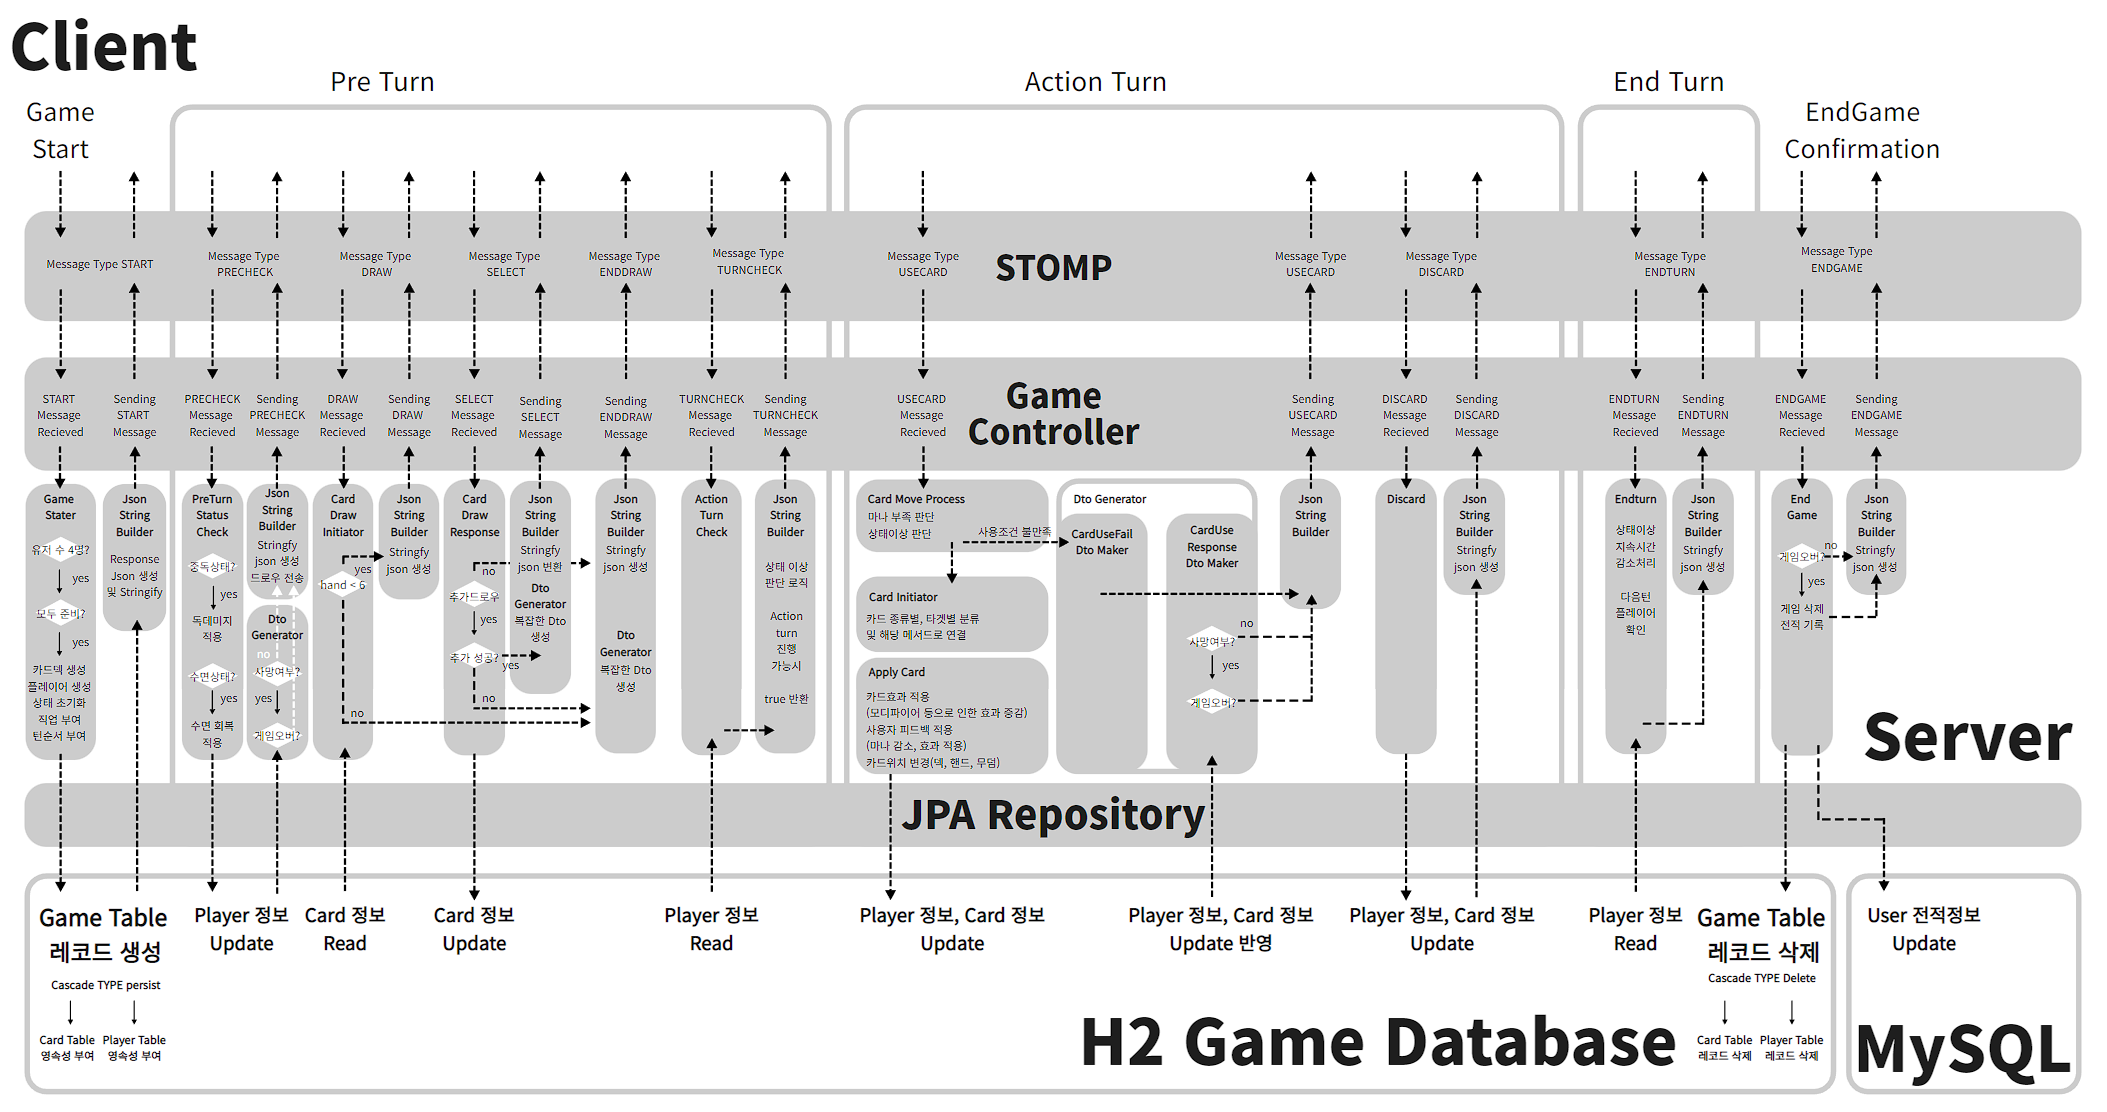 Client
Pre Turn
Action Turn
End Turn
Game
Start
EndGame
Confirmation
Message Type START
Message Type
PRECHECK
Message Type
DRAW
Message Type
SELECT
Message Type
ENDDRAW
Message Type
TURNCHECK
Message Type
USECARD
STOMP
Message Type
USECARD
Message Type
DISCARD
Message Type
ENDTURN
Message Type
ENDGAME
START
Message
Recieved
Sending
START
Message
PRECHECK
Message
Recieved
Sending
PRECHECK
Message
DRAW
Message
Recieved
Sending
DRAW
Message
SELECT
Message
Recieved
Sending
SELECT
Message
Sending
ENDDRAW
Message
TURNCHECK
Message
Recieved
Sending
TURNCHECK
Message
USECARD
Message
Recieved
Game
Controller
Sending
USECARD
Message
DISCARD
Message
Recieved
Sending
DISCARD
Message
ENDTURN
Message
Recieved
Sending
ENDTURN
Message
ENDGAME
Message
Recieved
Sending
ENDGAME
Message
Game
Stater
유저 수 4명?
yes
모두 준비?
yes
카드덱 생성
플레이어 생성
상태 초기화
직업 부여
턴순서 부여
Json
String
Builder
Response
Json 생성
및 Stringify
PreTurn
Status
Check
중독상태?
yes
독데미지
적용
수면상태?
yes
수면 회복
적용
Json
String
Builder
Stringfy
json 생성
드로우 전송
Dto
Generator
no
사망여부?
yes
게임오버?
Card
Draw
Initiator
yes
hand < 6
no
Json
String
Builder
Stringfy
json 생성
Card
Draw
Response
no
추가드로우
yes
추가 성공?
yes
no
Json
String
Builder
Stringfy
json 변환
Dto
Generator
복잡한 Dto
생성
Json
String
Builder
Stringfy
json 생성
Dto
Generator
복잡한 Dto
생성
Action
Turn
Check
Json
String
Builder
상태 이상
판단 로직
Action
turn
진행
가능시
true 반환
Card Move Process
마나 부족 판단
상태이상 판단
사용조건 불만족
Card Initiator
카드 종류별, 타겟별 분류
및 해당 메서드로 연결
Apply Card
카드효과 적용
(모디파이어 등으로 인한 효과 증감)
사용자 피드백 적용
(마나 감소, 효과 적용)
카드위치 변경(덱, 핸드, 무덤)
Dto Generator
CardUseFail
Dto Maker
CardUse
Response
Dto Maker
사망여부?
no
yes
게임오버?
Json
String
Builder
Discard
Json
String
Builder
Stringfy
json 생성
Endturn
상태이상
지속시간
감소처리
다음턴
플레이어
확인
Json
String
Builder
Stringfy
json 생성
End
Game
게임오버?
no
yes
게임 삭제
전적 기록
Json
String
Builder
Stringfy
json 생성
Server
JPA Repository
Game Table
레코드 생성
Cascade TYPE persist
Card Table
영속성 부여
Player Table
영속성 부여
Player 정보
Update
Card 정보
Read
Card 정보
Update
Player 정보
Read
Player 정보, Card 정보
Update
Player 정보, Card 정보
Update 반영
Player 정보, Card 정보
Update
Player 정보
Read
Game Table
레코드 삭제
Cascade TYPE Delete
Card Table
레코드 삭제
Player Table
레코드 삭제
User 전적정보
Update
H2 Game Database
MySQL